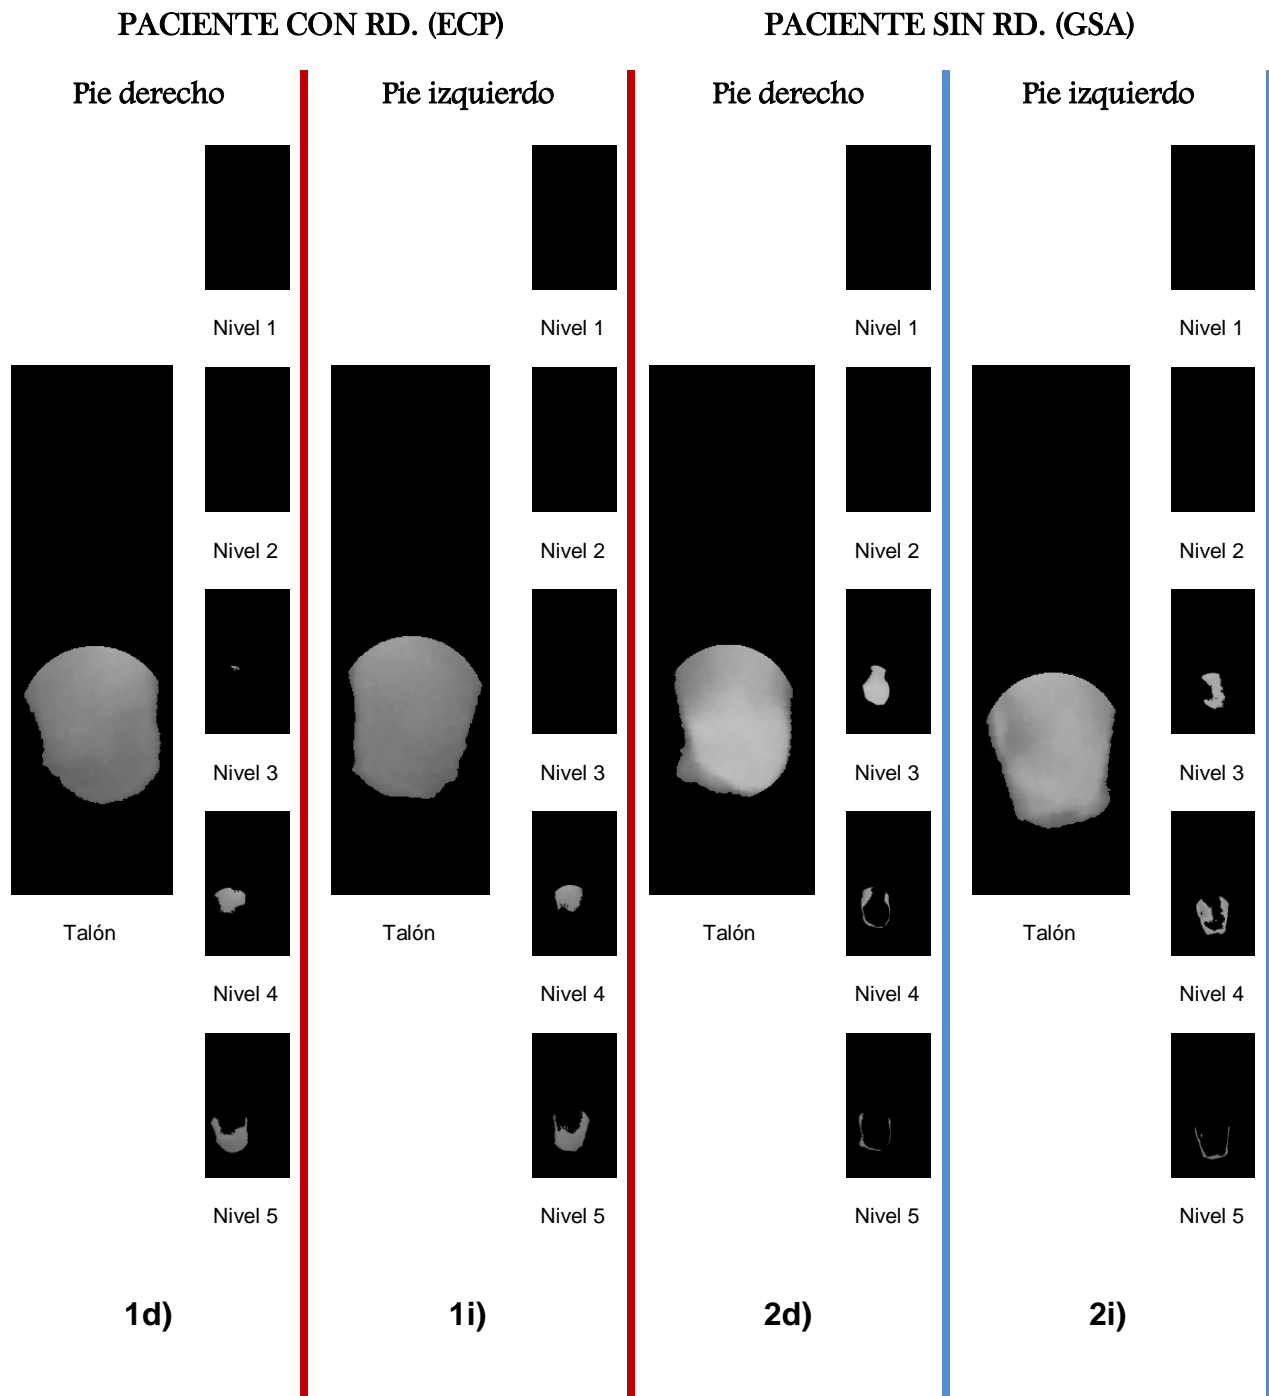 PACIENTE CON RD. (ECP)
PACIENTE SIN RD. (GSA)
Pie derecho
Pie izquierdo
Pie derecho
Pie izquierdo
Nivel 1
Nivel 1
Nivel 1
Nivel 1
Nivel 2
Nivel 2
Nivel 2
Nivel 2
Nivel 3
Nivel 3
Nivel 3
Nivel 3
Talón
Talón
Talón
Talón
Nivel 4
Nivel 4
Nivel 4
Nivel 4
Nivel 5
Nivel 5
Nivel 5
Nivel 5
1d)
1i)
2d)
2i)